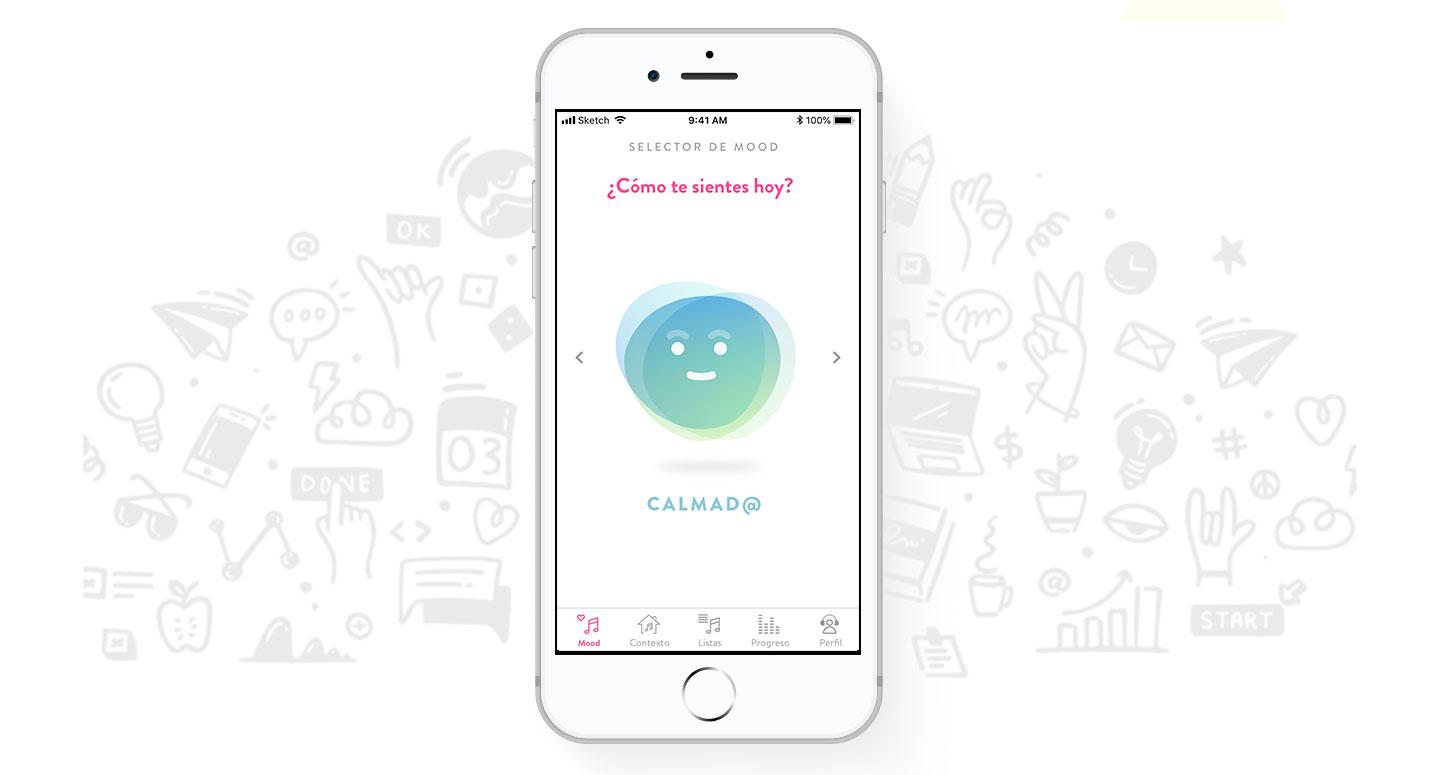 Sketch 9:41 AM 100%
SELECTOR DE MOOD
¿Cómo te sientes hoy?
CALMAD@
Mood Contexto Listas Progreso Perfil
OK
@
03
DONE
< >
$
#
@
START